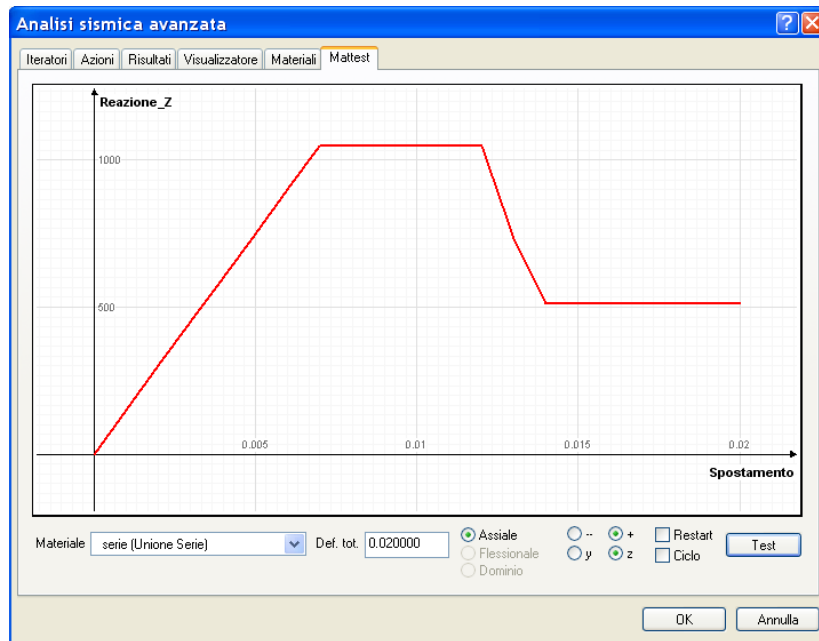 Analisi sismica avanzata
Iteratori Azioni Risultati Visualizzatore Materiali Mattest
Reazione_Z
1000
500
0.005 0.01 0.015 0.02
Spostamento
Materiale serie (Unione Serie) Def. tot. 0.020000
Assiale -- + Restart
Flessionale y z Ciclo
Dominio
Test
OK Annulla